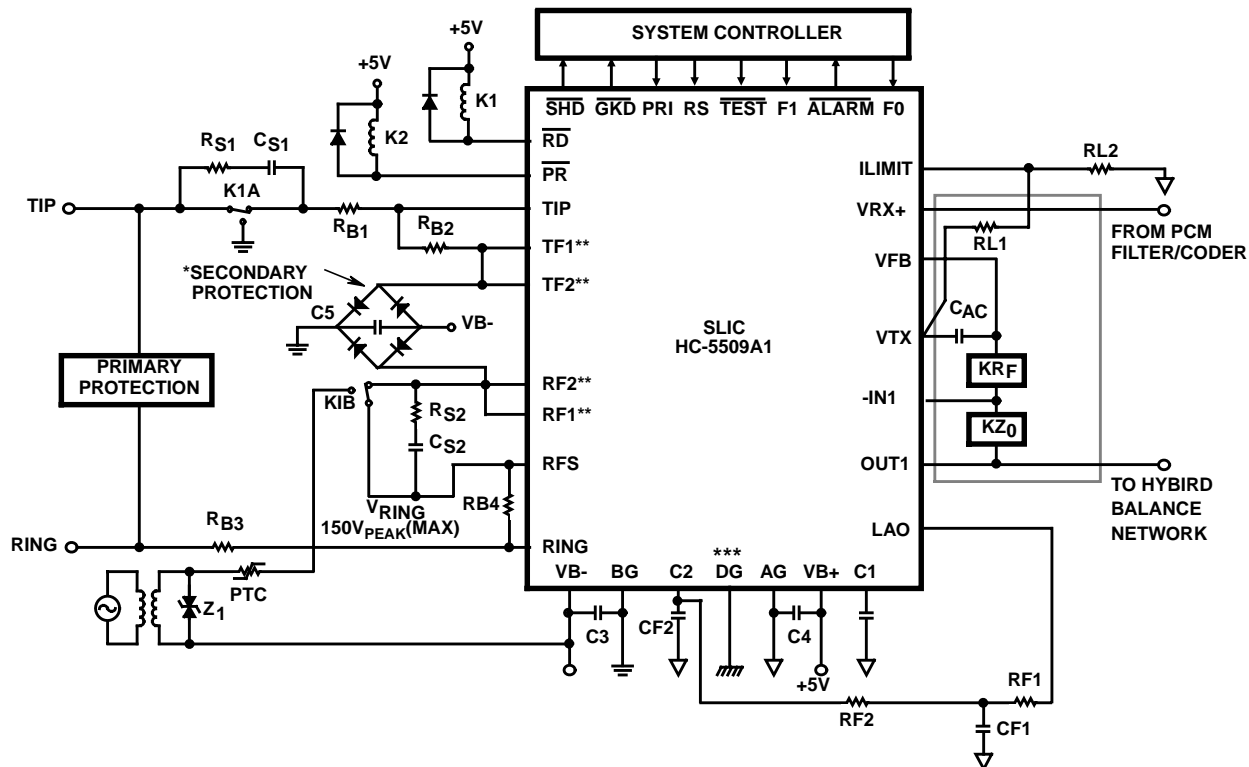 SYSTEM CONTROLLER
+5V
+5V
K1
K2
SHD GKD PRI RS TEST F1 ALARM F0
RD
PR
TIP
TF1**
TF2**
RF2**
RF1**
RFS
RING
ILIMIT
VRX+
VFB
VTX
-IN1
OUT1
LAO
SLIC
HC-5509A1
VB- BG C2 DG AG VB+ C1
***
RS1 CS1
K1A
TIP
RB1
RB2
*SECONDARY
PROTECTION
C5
VB-
PRIMARY
PROTECTION
KIB
RS2
CS2
VRING
150VPEAK(MAX)
RB4
RB3
RING
PTC
Z1
C3
CF2
C4
+5V
RF2
RF1
CF1
RL2
RL1
FROM PCM
FILTER/CODER
CAC
KRF
KZ0
TO HYBIRD
BALANCE
NETWORK